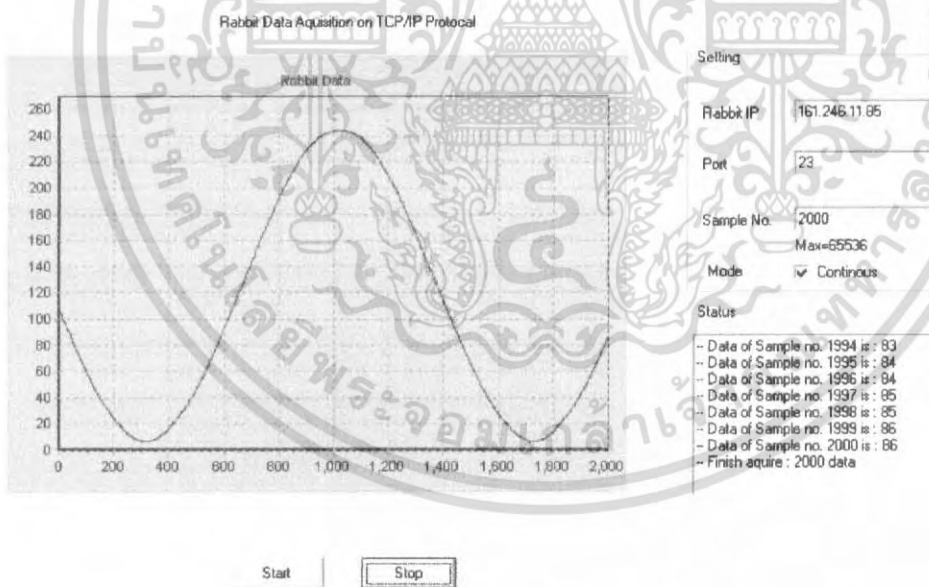 Rabbit Data Aquisition on TCP/IP Protocal
Rabbit Data
260
240
220
200
180
160
140
120
100
80
60
40
20
0
0 200 400 600 800 1,000 1,200 1,400 1,600 1,800 2,000
Setting
Rabbit IP 161.246.11.85
Port 23
Sample No. 2000
Max=65536
Mode Continous
Status
-- Data of Sample no. 1994 is : 83
-- Data of Sample no. 1995 is : 84
-- Data of Sample no. 1996 is : 84
-- Data of Sample no. 1997 is : 85
-- Data of Sample no. 1998 is : 85
-- Data of Sample no. 1999 is : 86
-- Data of Sample no. 2000 is : 86
-- Finish aquire : 2000 data
Start Stop